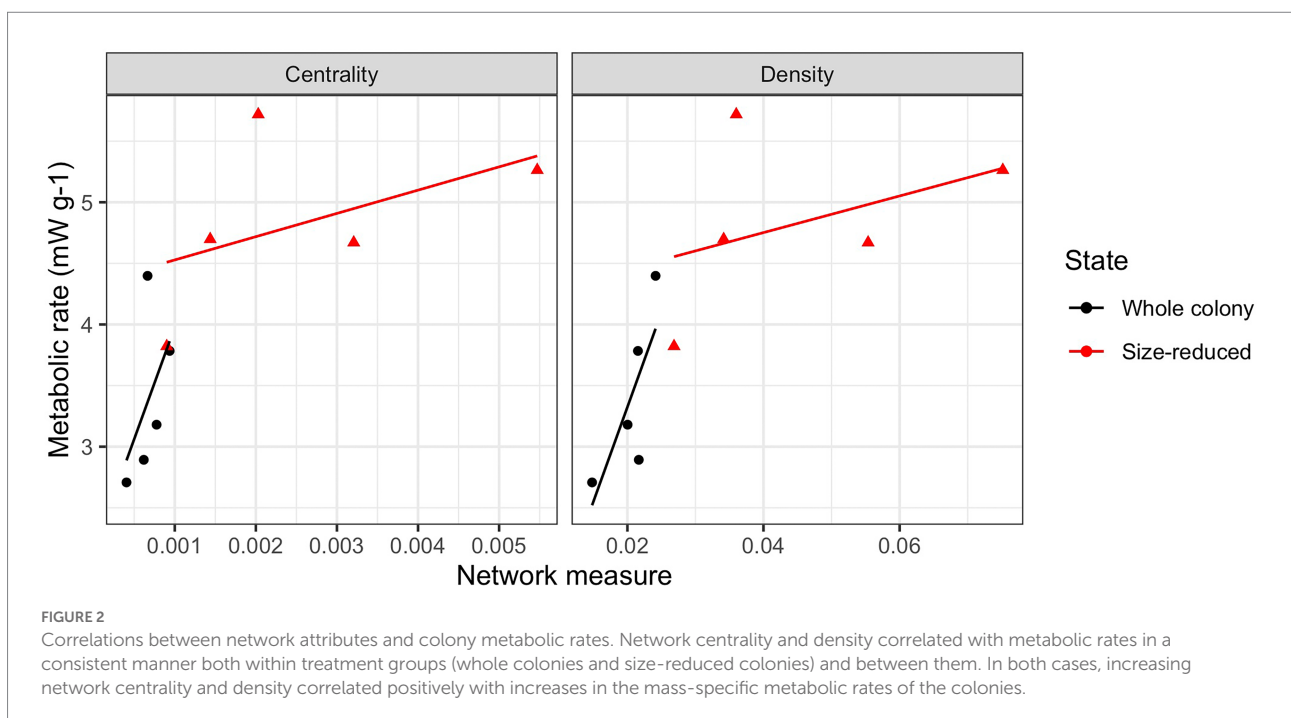 Centrality
Density
Metabolic rate (mW g-1)
5
4
3
0.001 0.002 0.003 0.004 0.005
0.02 0.04 0.06
Network measure
State
Whole colony
Size-reduced
FIGURE 2
Correlations between network attributes and colony metabolic rates. Network centrality and density correlated with metabolic rates in a
consistent manner both within treatment groups (whole colonies and size-reduced colonies) and between them. In both cases, increasing
network centrality and density correlated positively with increases in the mass-specific metabolic rates of the colonies.